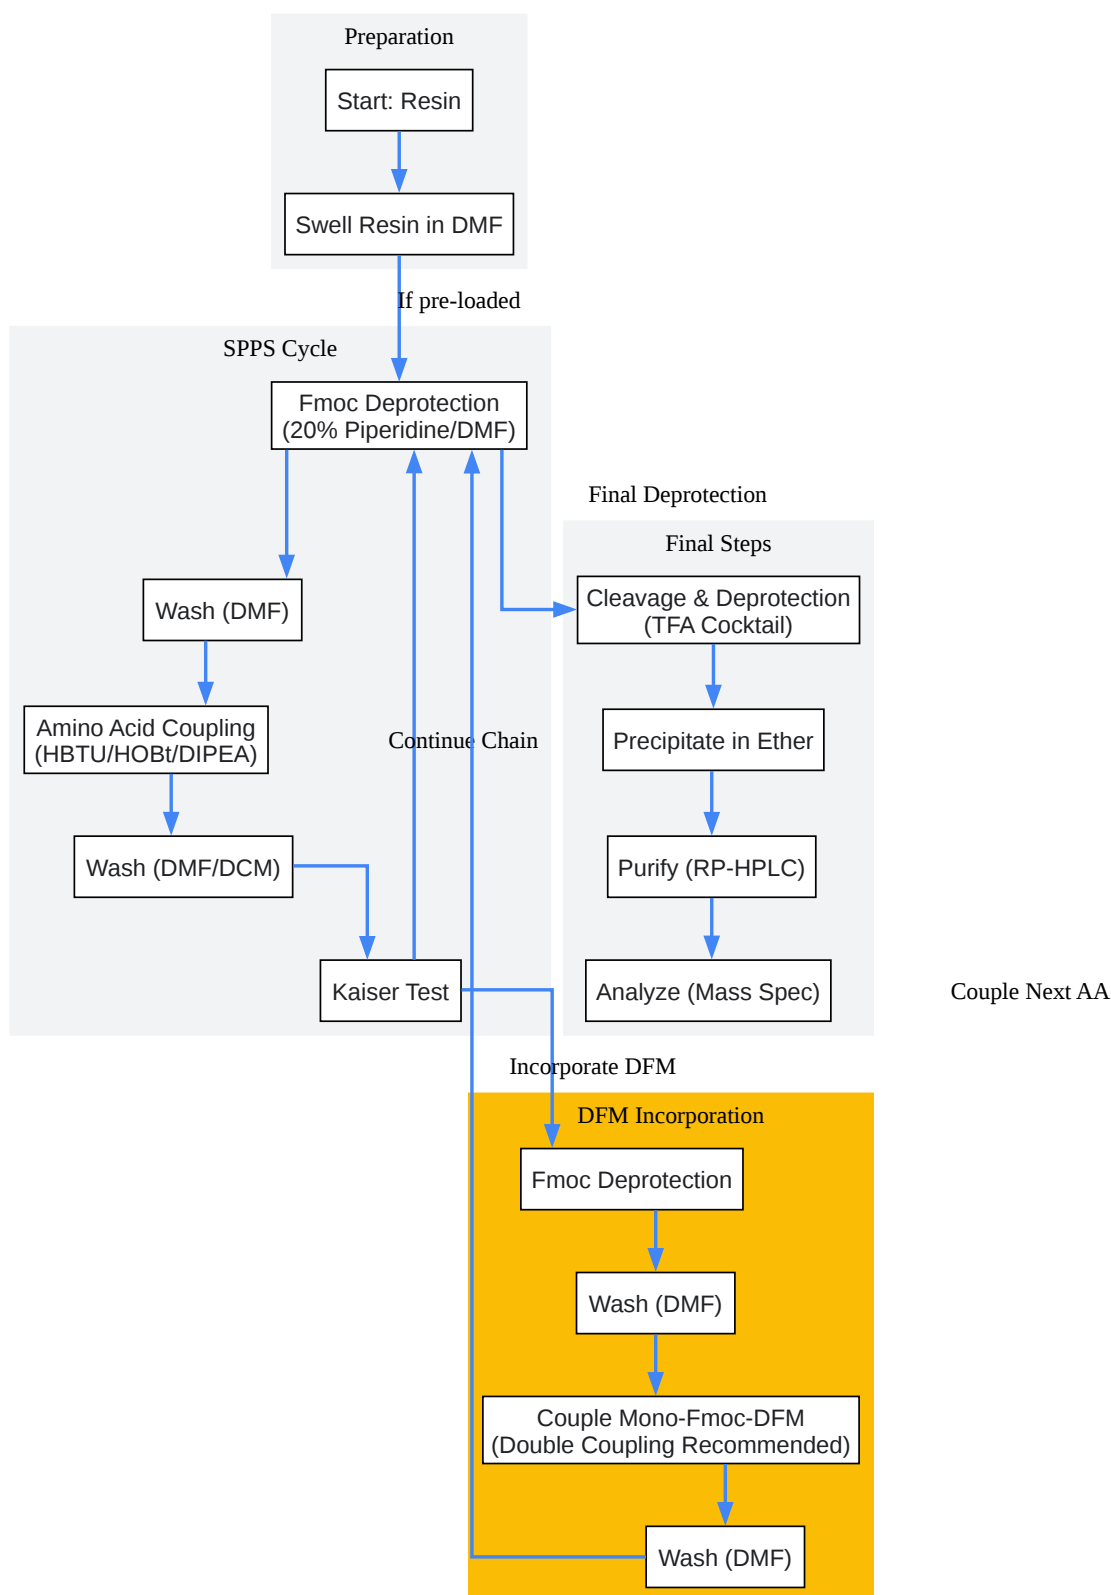 Preparation
Start: Resin
Swell Resin in DMF
If pre-loaded
SPPS Cycle
Fmoc Deprotection
(20% Piperidine/DMF)
Wash (DMF)
Amino Acid Coupling
(HBTU/HOBt/DIPEA)
Wash (DMF/DCM)
Kaiser Test
Continue Chain
Final Deprotection
Final Steps
Cleavage & Deprotection
(TFA Cocktail)
Precipitate in Ether
Purify (RP-HPLC)
Analyze (Mass Spec)
Couple Next AA
Incorporate DFM
DFM Incorporation
Fmoc Deprotection
Wash (DMF)
Couple Mono-Fmoc-DFM
(Double Coupling Recommended)
Wash (DMF)